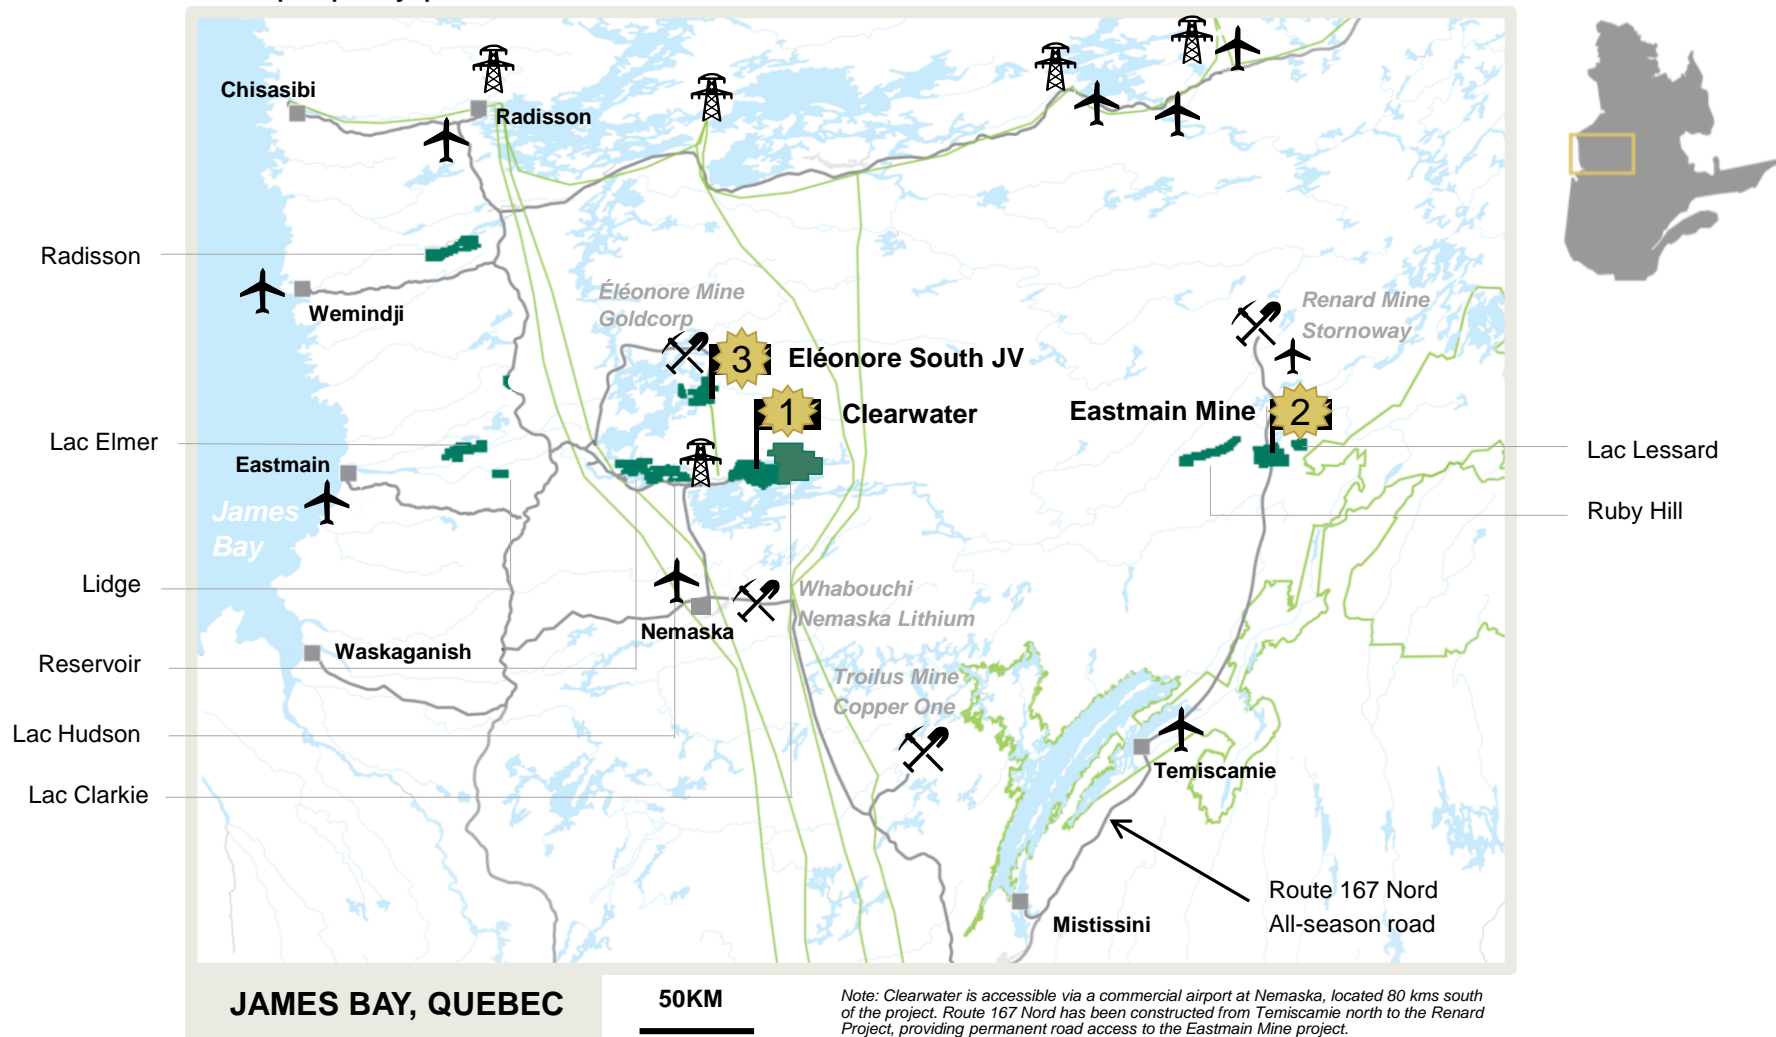 Chisasibi
Radisson
Radisson
Wemindji
Éléonore Mine
Goldcorp
Renard Mine
Stornoway
3
Eléonore South JV
1
Clearwater
Eastmain Mine
2
Lac Elmer
Eastmain
Lac Lessard
Ruby Hill
James
Bay
Lidge
Whabouchi
Nemaska Lithium
Nemaska
Waskaganish
Reservoir
Troilus Mine
Copper One
Lac Hudson
Temiscamie
Lac Clarkie
Route 167 Nord
All-season road
Mistissini
JAMES BAY, QUEBEC
50KM
Note: Clearwater is accessible via a commercial airport at Nemaska, located 80 kms south
of the project. Route 167 Nord has been constructed from Temiscamie north to the Renard
Project, providing permanent road access to the Eastmain Mine project.